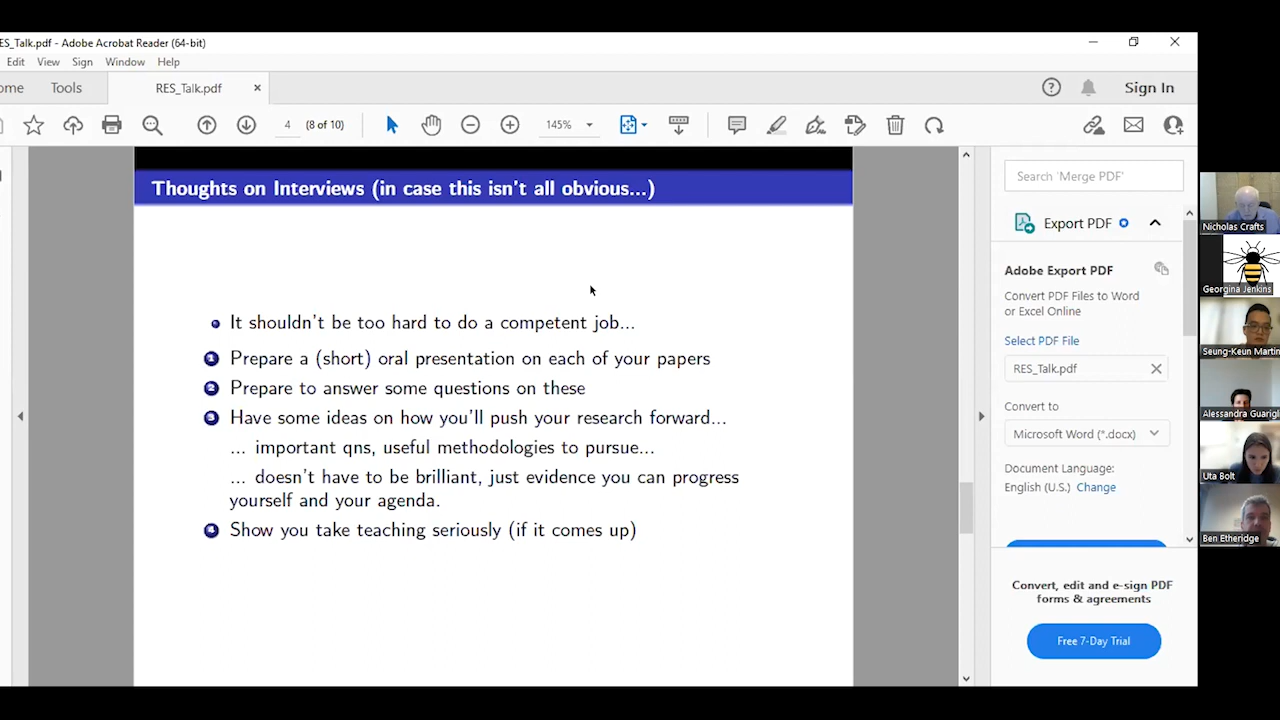 ES_Talk.pdf - Adobe Acrobat Reader (64-bit)
Edit View Sign Window Help
ome Tools RES_Talk.pdf × Sign In
4 (8 of 10) 145%
Thoughts on Interviews (in case this isn't all obvious...)
It shouldn't be too hard to do a competent job...
1 Prepare a (short) oral presentation on each of your papers
2 Prepare to answer some questions on these
3 Have some ideas on how you'll push your research forward...
... important qns, useful methodologies to pursue...
... doesn't have to be brilliant, just evidence you can progress
yourself and your agenda.
4 Show you take teaching seriously (if it comes up)
Search 'Merge PDF'
Export PDF
Adobe Export PDF
Convert PDF Files to Word
or Excel Online
Select PDF File
RES_Talk.pdf
Convert to
Microsoft Word (*.docx)
Document Language:
English (U.S.) Change
Convert, edit and e-sign PDF
forms & agreements
Free 7-Day Trial
Nicholas Crafts
Georgina Jenkins
Seung-Keun Martin
Alessandra Guarigl
Uta Bolt
Ben Etheridge